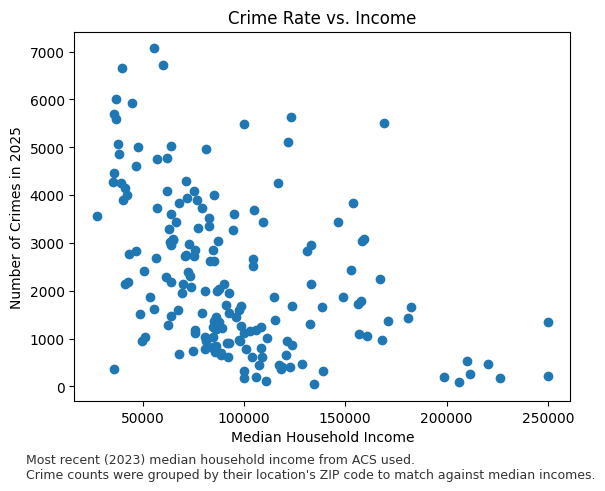 Crime Rate vs. Income
7000
6000
5000
4000
3000
2000
1000
0
Number of Crimes in 2025
50000
100000
150000
200000
250000
Median Household Income
Most recent (2023) median household income from ACS used.
Crime counts were grouped by their location's ZIP code to match against median incomes.